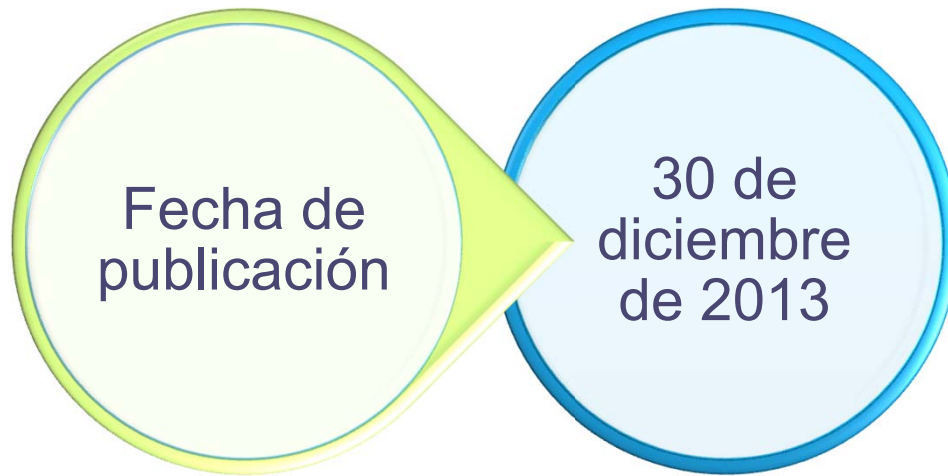 Fecha de
publicación
30 de
diciembre
de 2013